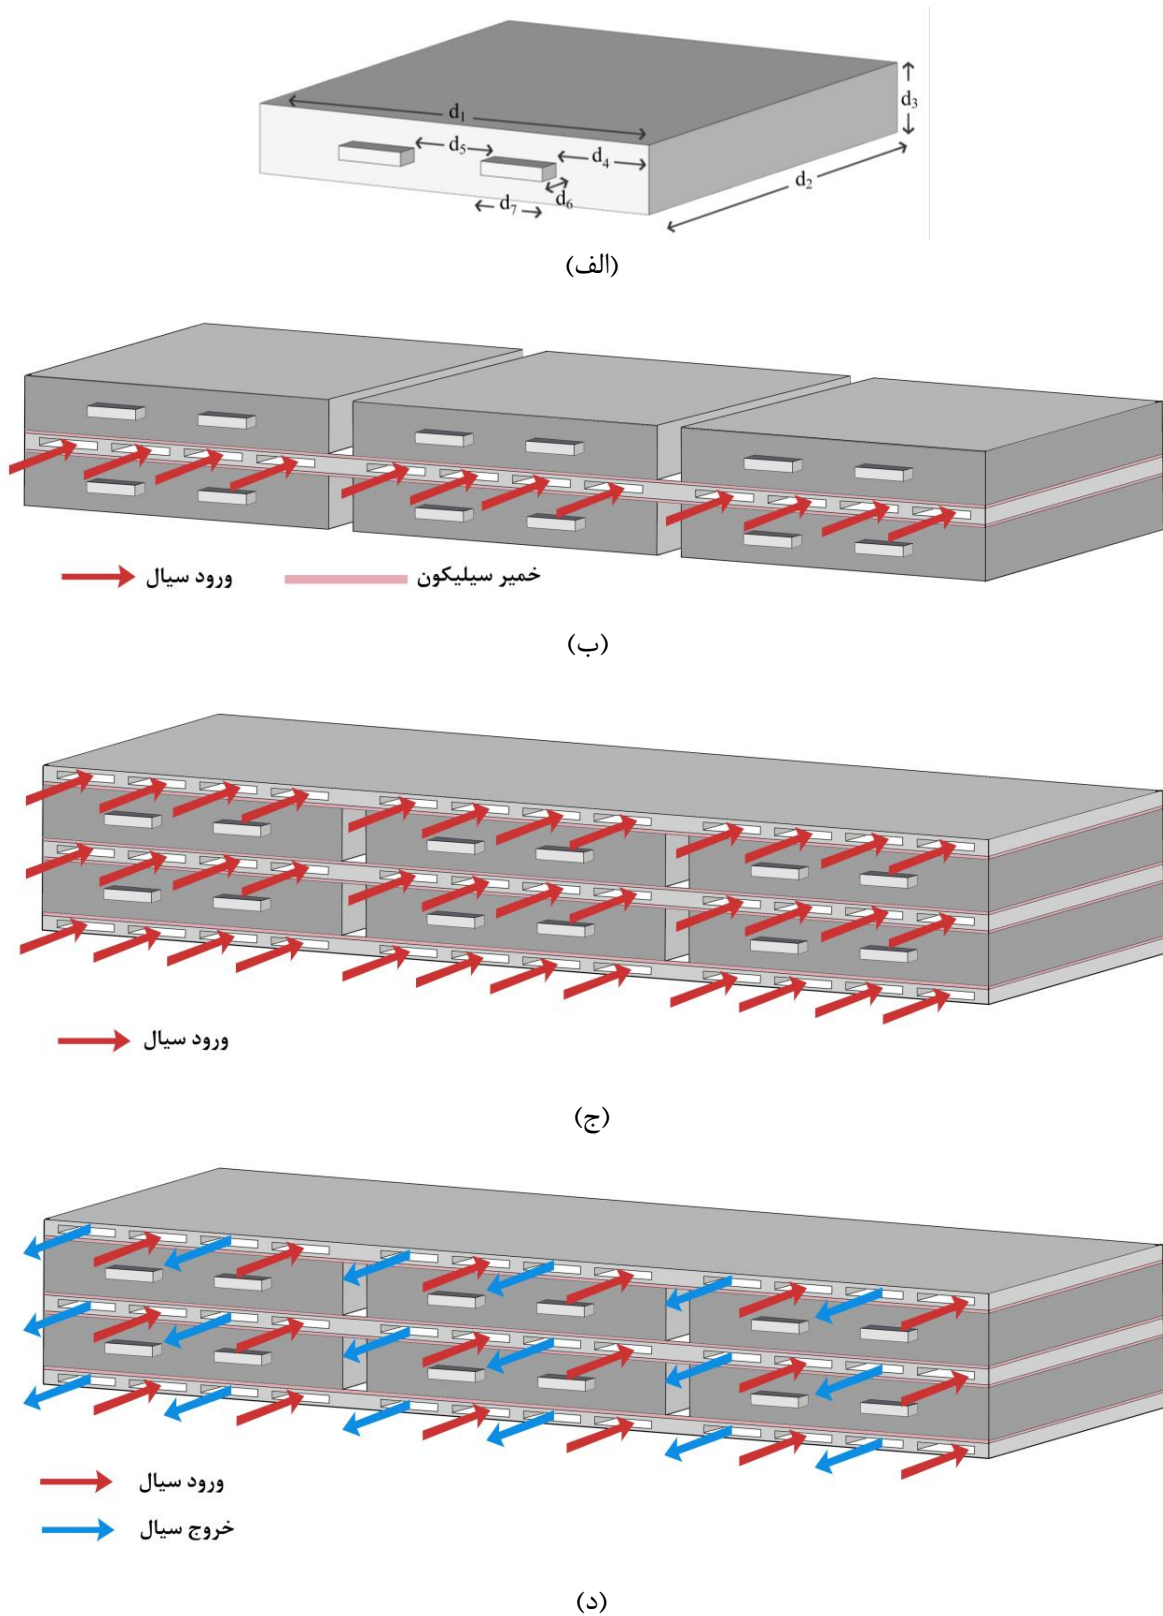 d₁
d₃
d₅
d₄
d₂
d₆
d₇
(الف)
ورود سیال
خمیر سیلیکون
(ب)
ورود سیال
(ج)
ورود سیال
خروج سیال
(د)